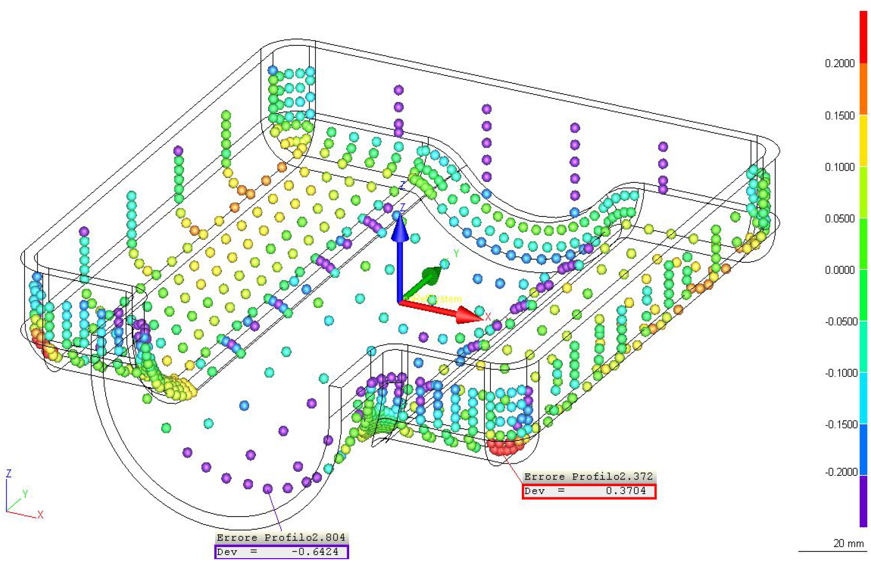 0.2000
0.1500
0.1000
0.0500
0.0000
-0.0500
-0.1000
-0.1500
-0.2000
Z
Z
Y
X
Errore Profilo2.372
Dev = 0.3704
Z
Y
X
Errore Profilo2.804
Dev = -0.6424
20 mm